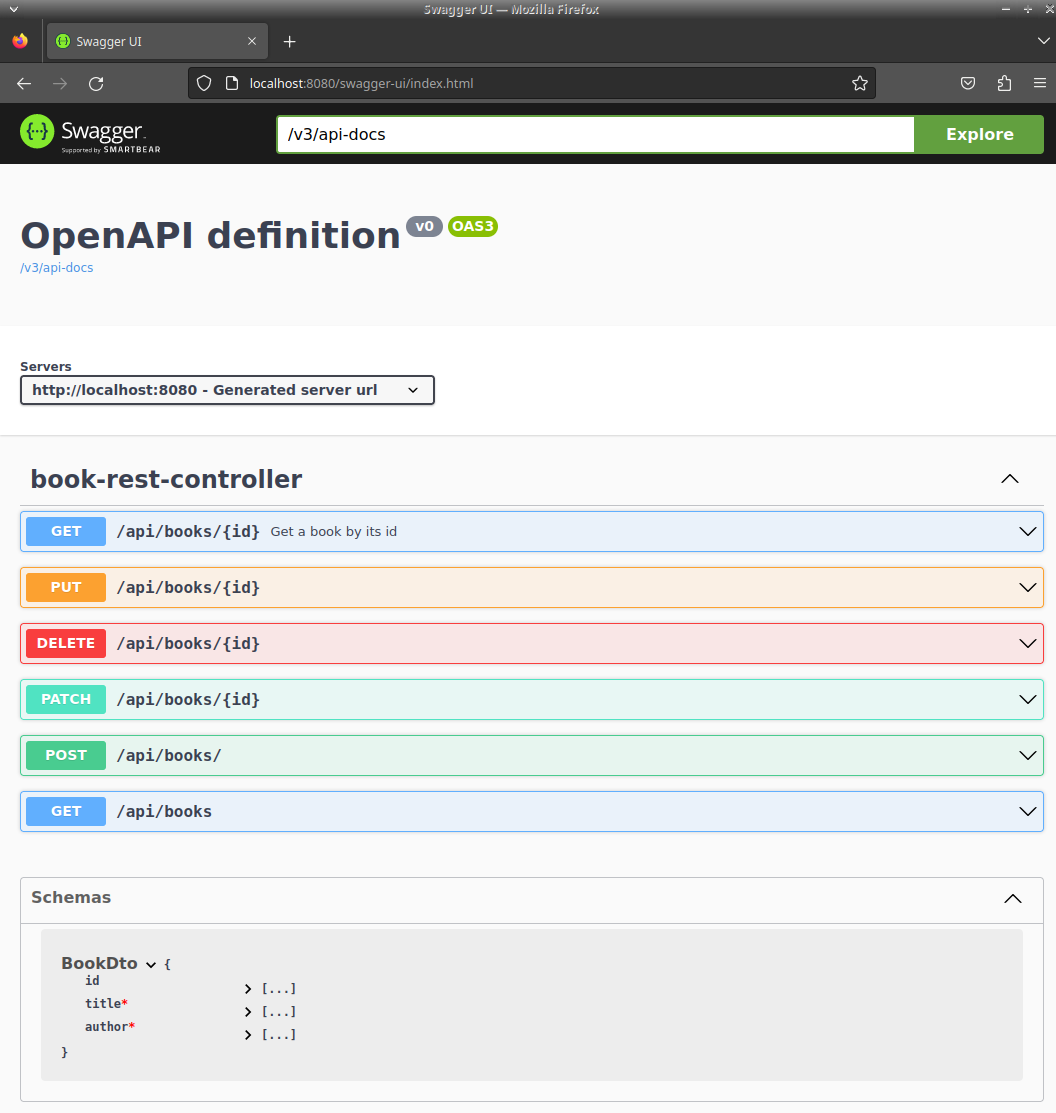 Swagger UI — Mozilla Firefox
Swagger UI
localhost:8080/swagger-ui/index.html
Swagger.
Supported by SMARTBEAR
/v3/api-docs
Explore
OpenAPI definition v0 OAS3
/v3/api-docs
Servers
http://localhost:8080 - Generated server url
book-rest-controller
GET /api/books/{id} Get a book by its id
PUT /api/books/{id}
DELETE /api/books/{id}
PATCH /api/books/{id}
POST /api/books/
GET /api/books
Schemas
BookDto {
id [...]
title* [...]
author* [...]
}